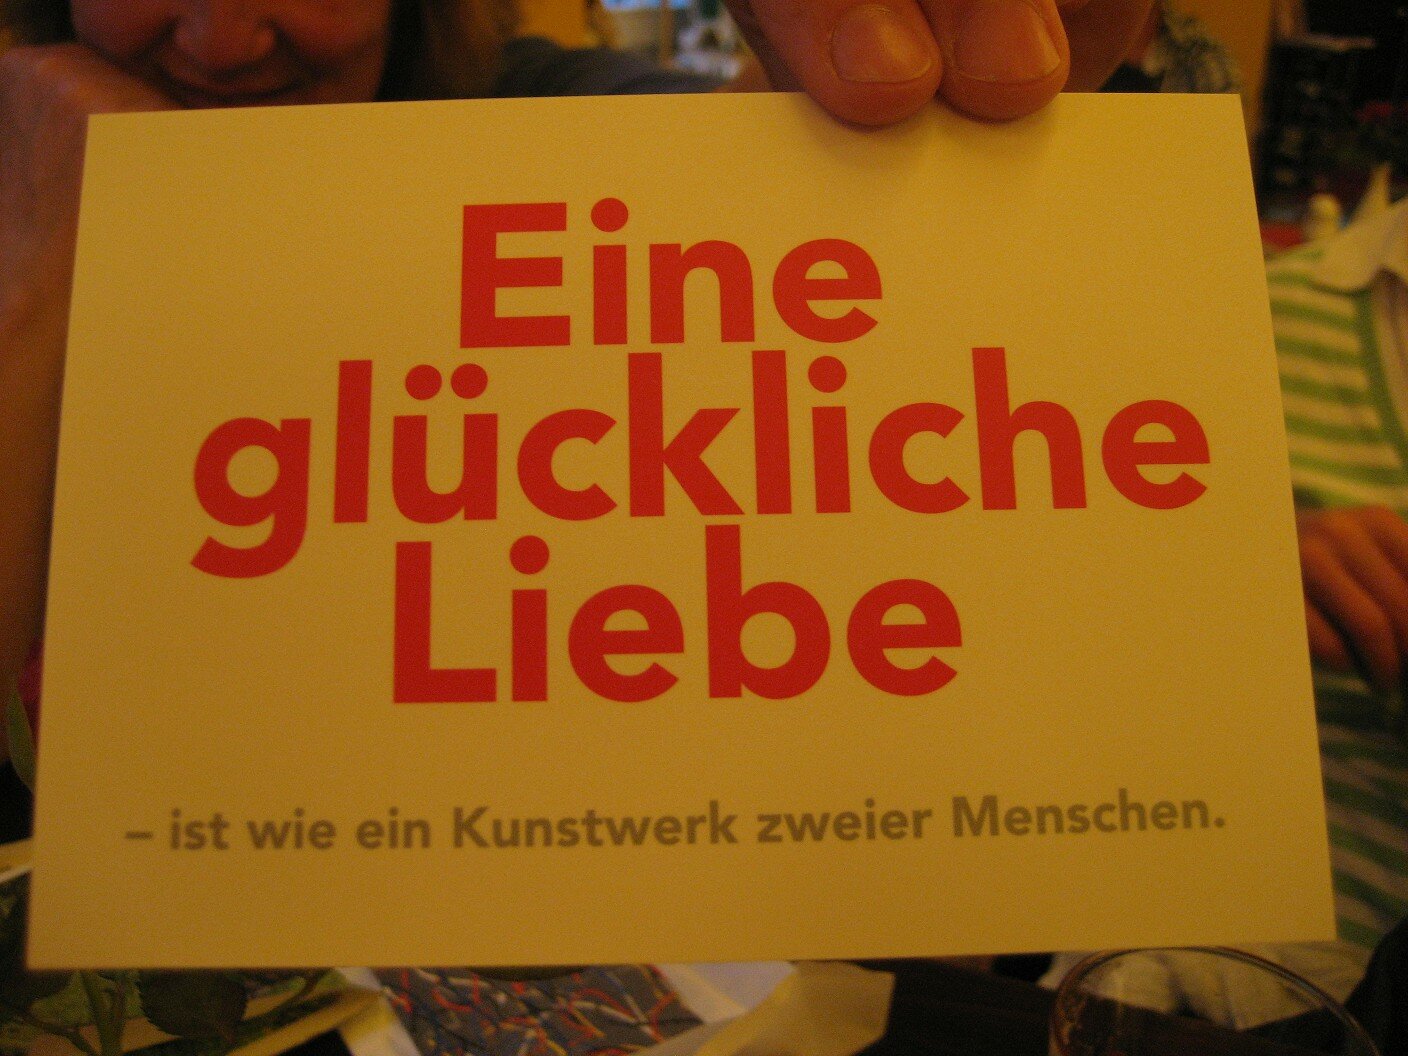 Eine
glückliche
Liebe
– ist wie ein Kunstwerk zweier Menschen.